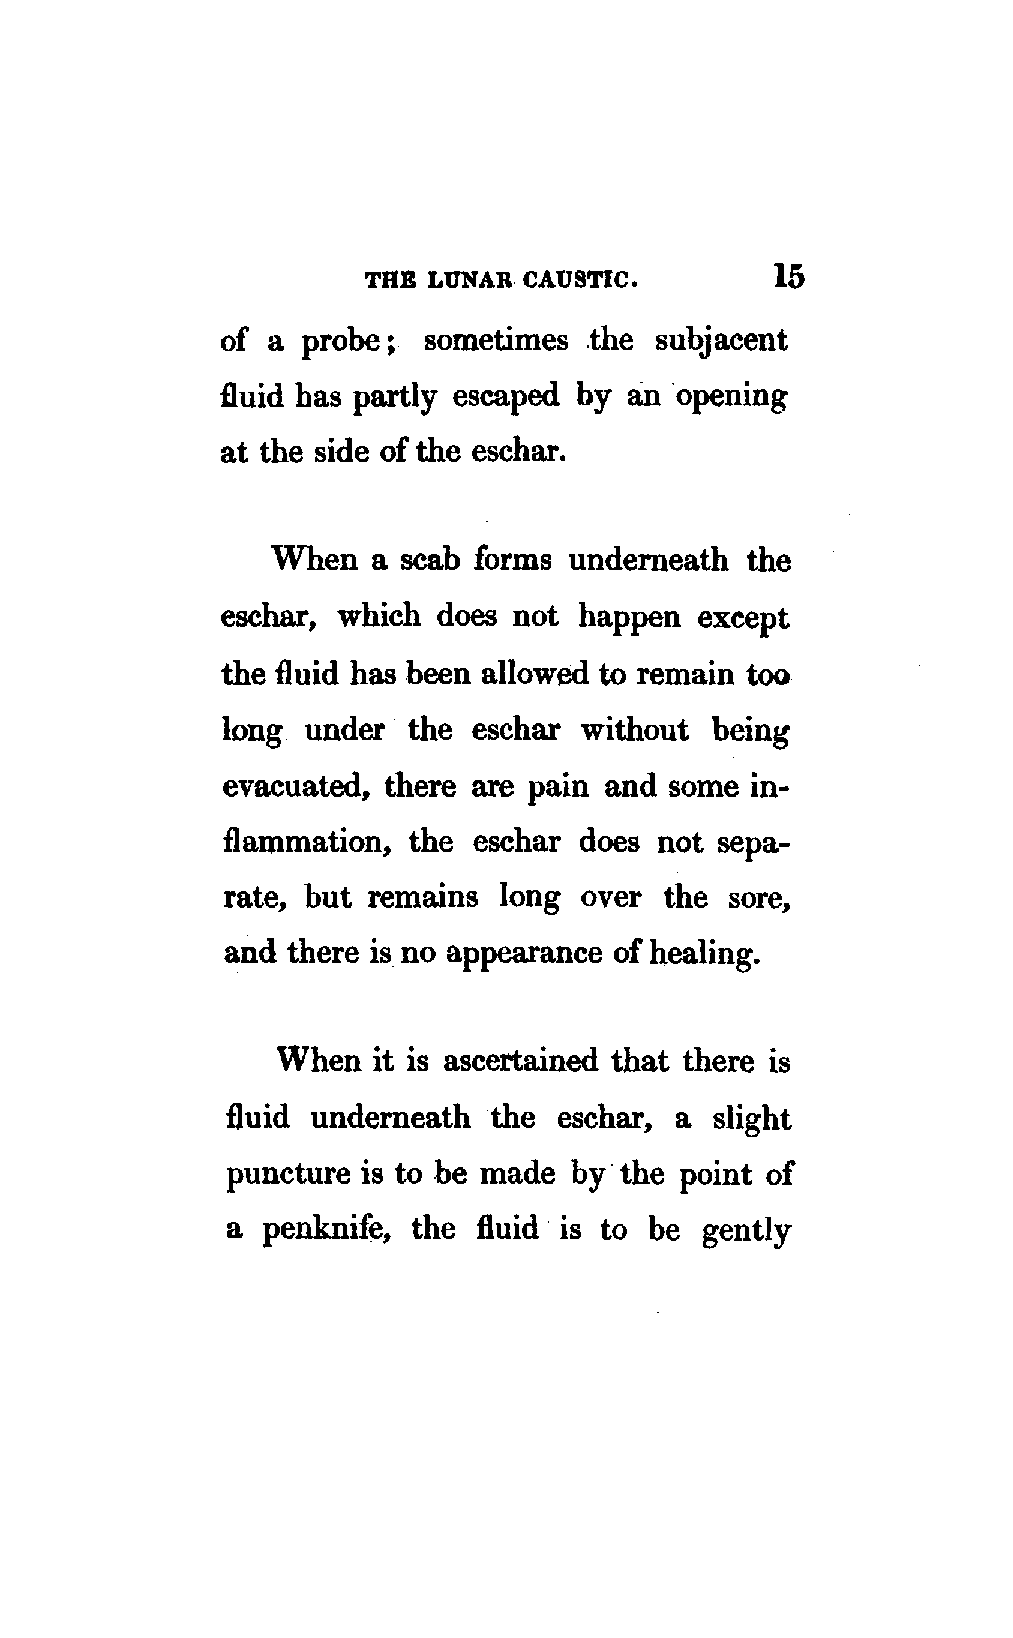 THE LUNAR CAUSTIC. 15
of a probe; sometimes the subjacent
fluid has partly escaped by an opening
at the side of the eschar.
When a scab forms underneath the
eschar, which does not happen except
the fluid has been allowed to remain too
long under the eschar without being
evacuated, there are pain and some in-
flammation, the eschar does not sepa-
rate, but remains long over the sore,
and there is no appearance of healing.
When it is ascertained that there is
fluid underneath the eschar, a slight
puncture is to be made by the point of
a penknife, the fluid is to be gently